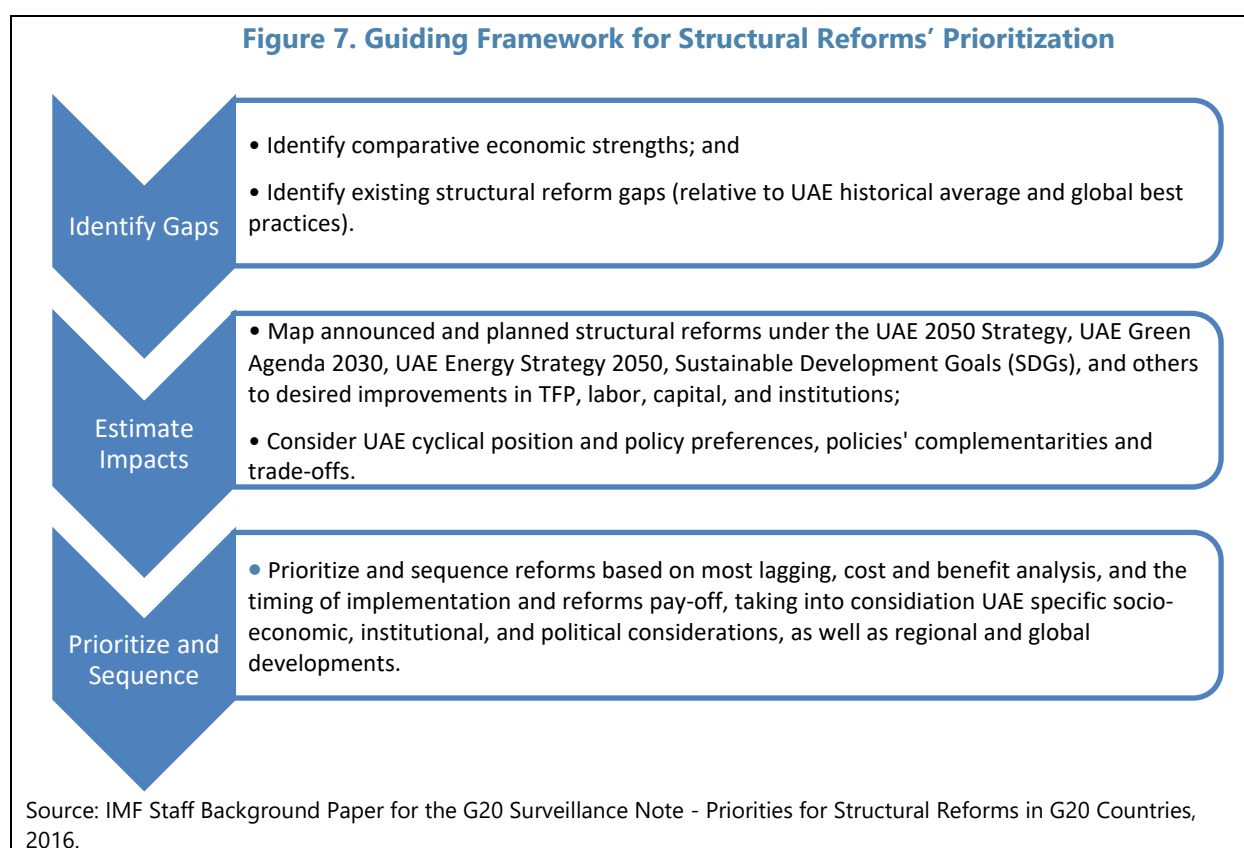 Figure 7. Guiding Framework for Structural Reforms’ Prioritization
Identify Gaps
• Identify comparative economic strengths; and
• Identify existing structural reform gaps (relative to UAE historical average and global best
practices).
Estimate
Impacts
• Map announced and planned structural reforms under the UAE 2050 Strategy, UAE Green
Agenda 2030, UAE Energy Strategy 2050, Sustainable Development Goals (SDGs), and others
to desired improvements in TFP, labor, capital, and institutions;
• Consider UAE cyclical position and policy preferences, policies' complementarities and
trade-offs.
Prioritize and
Sequence
• Prioritize and sequence reforms based on most lagging, cost and benefit analysis, and the
timing of implementation and reforms pay-off, taking into considiation UAE specific socio-
economic, institutional, and political considerations, as well as regional and global
developments.
Source: IMF Staff Background Paper for the G20 Surveillance Note - Priorities for Structural Reforms in G20 Countries,
2016.